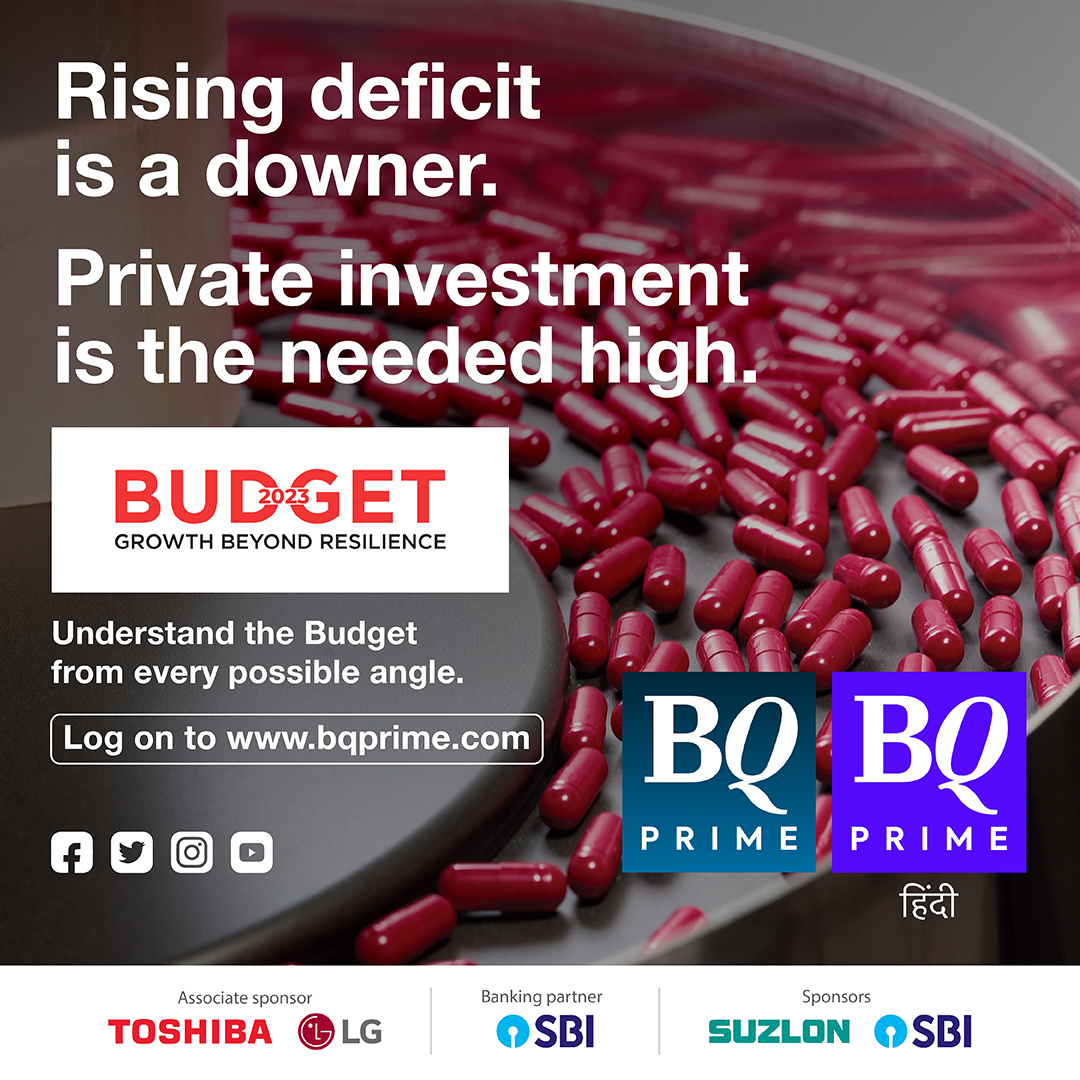 Rising deficit
is a downer.
Private investment
is the needed high.
BUDGET
2023
GROWTH BEYOND RESILIENCE
Understand the Budget
from every possible angle.
Log on to www.bqprime.com
BQ
PRIME
BQ
PRIME
हिंदी
Associate sponsor
TOSHIBA LG
Banking partner
SBI
Sponsors
SUZLON SBI